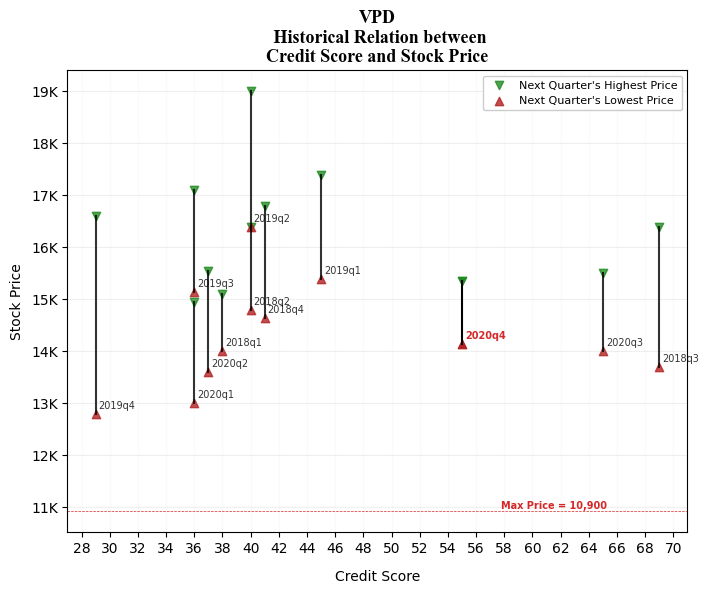 VPD
Historical Relation between
Credit Score and Stock Price
Next Quarter's Highest Price
Next Quarter's Lowest Price
19K
18K
17K
16K
15K
14K
13K
12K
11K
Stock Price
2019q2
2019q1
2019q3
2018q2
2018q4
2020q4
2018q1
2020q3
2020q2
2018q3
2020q1
2019q4
Max Price = 10,900
28 30 32 34 36 38 40 42 44 46 48 50 52 54 56 58 60 62 64 66 68 70
Credit Score